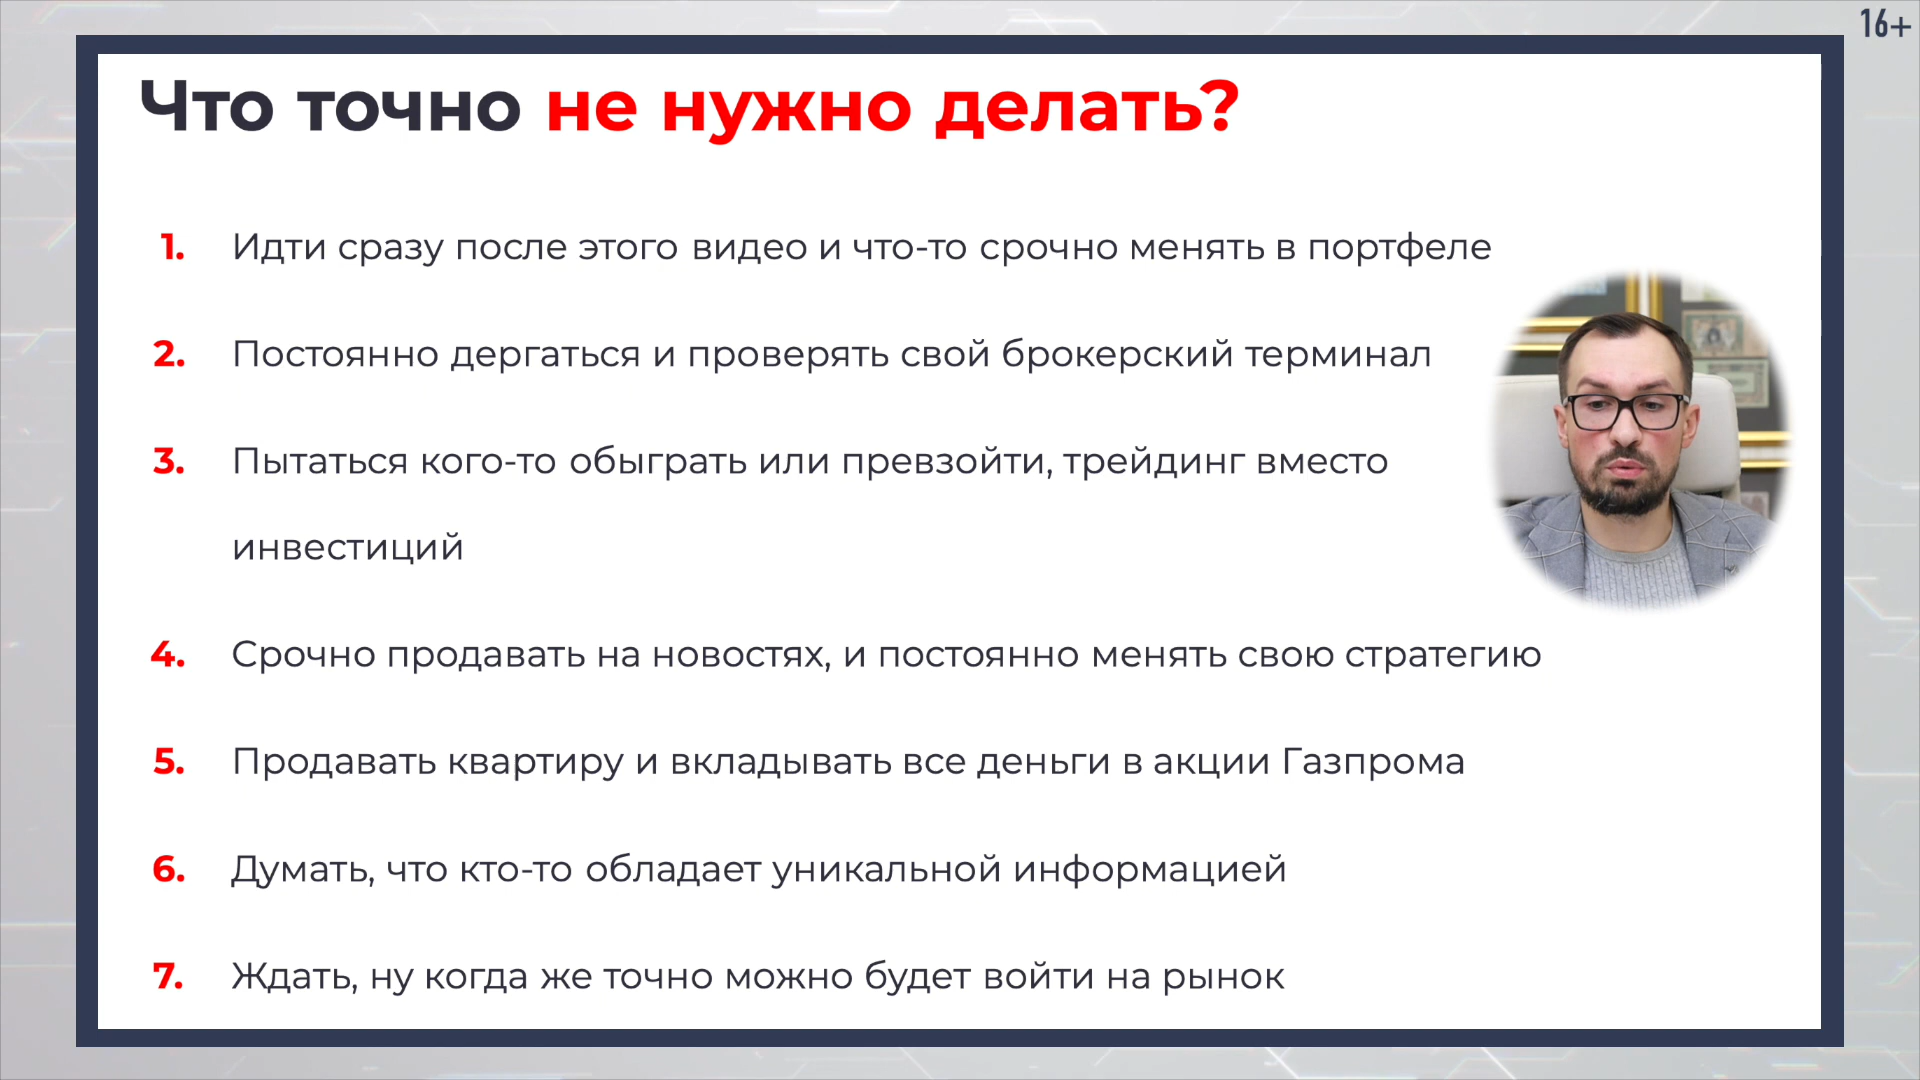 16+
Что точно не нужно делать?
1. Идти сразу после этого видео и что-то срочно менять в портфеле
2. Постоянно дергаться и проверять свой брокерский терминал
3. Пытаться кого-то обыграть или превзойти, трейдинг вместо
инвестиций
4. Срочно продавать на новостях, и постоянно менять свою стратегию
5. Продавать квартиру и вкладывать все деньги в акции Газпрома
6. Думать, что кто-то обладает уникальной информацией
7. Ждать, ну когда же точно можно будет войти на рынок